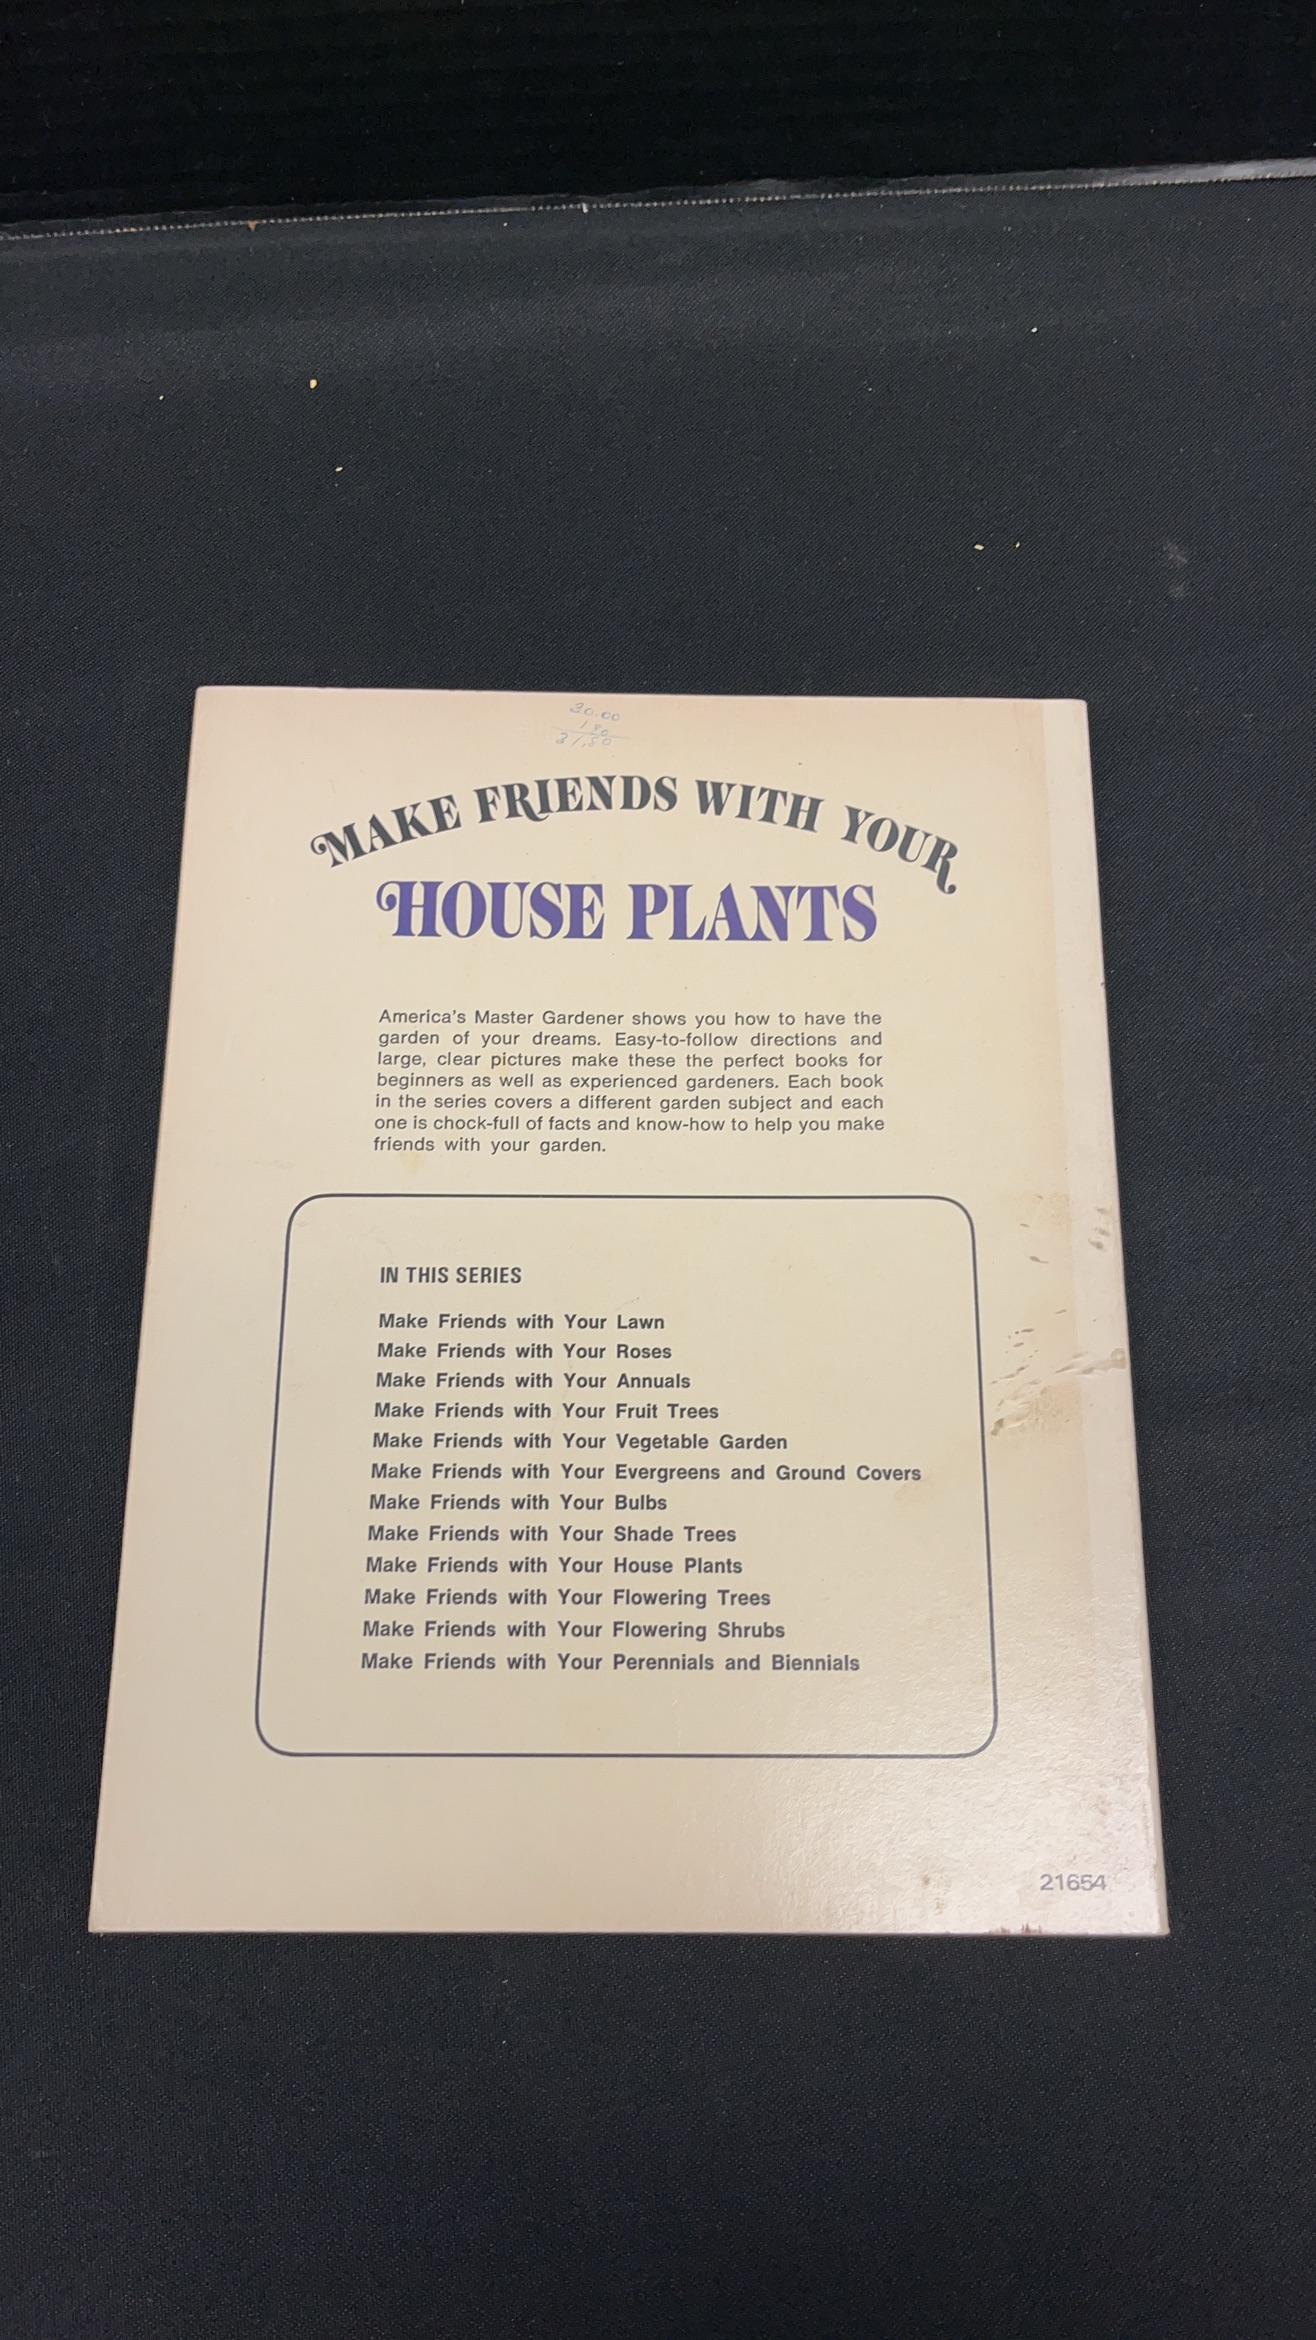 30.00
1 80
31.80
MAKE FRIENDS WITH YOUR
HOUSE PLANTS
America's Master Gardener shows you how to have the
garden of your dreams. Easy-to-follow directions and
large, clear pictures make these the perfect books for
beginners as well as experienced gardeners. Each book
in the series covers a different garden subject and each
one is chock-full of facts and know-how to help you make
friends with your garden.
IN THIS SERIES
Make Friends with Your Lawn
Make Friends with Your Roses
Make Friends with Your Annuals
Make Friends with Your Fruit Trees
Make Friends with Your Vegetable Garden
Make Friends with Your Evergreens and Ground Covers
Make Friends with Your Bulbs
Make Friends with Your Shade Trees
Make Friends with Your House Plants
Make Friends with Your Flowering Trees
Make Friends with Your Flowering Shrubs
Make Friends with Your Perennials and Biennials
21654